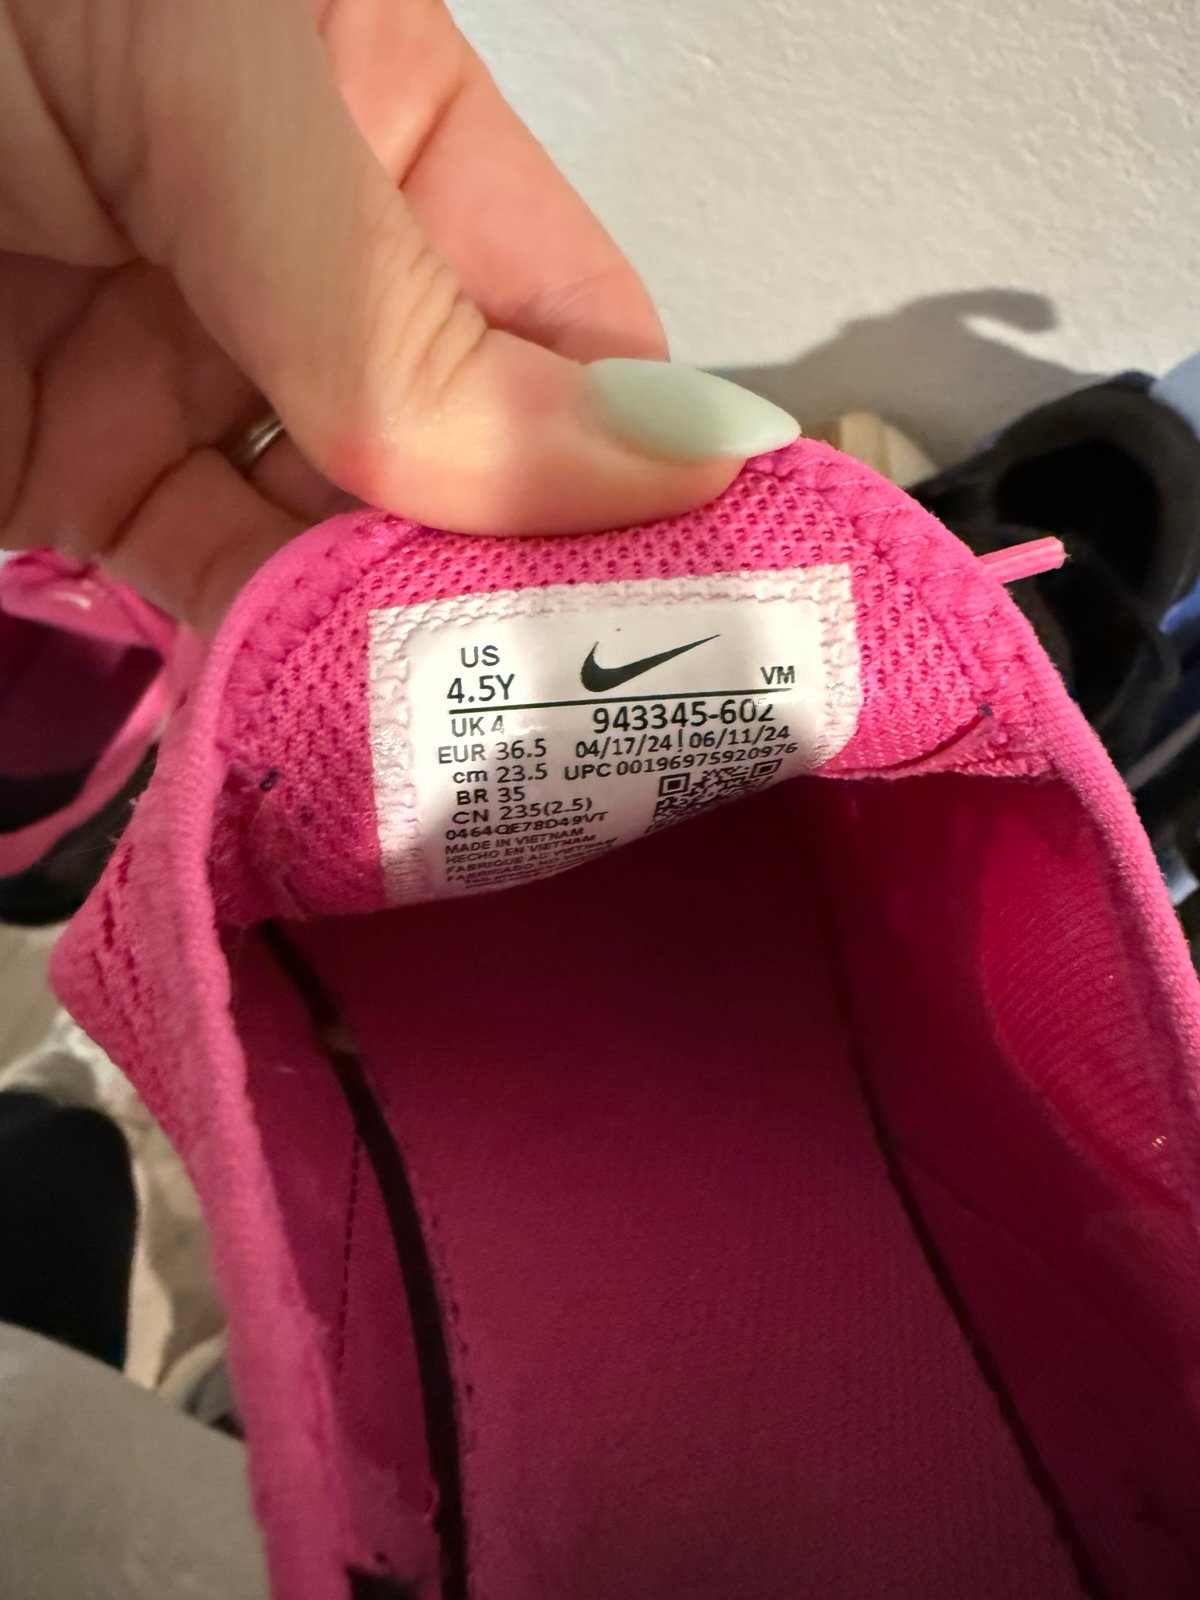 US
4.5Y
VM
UK 4
943345-602
EUR 36.5
04/17/24 | 06/11/24
cm 23.5
UPC 00196975920976
BR 35
CN 235(2.5)
0464QE78D49VT
MADE IN VIETNAM
HECHO EN VIETNAM
FABRIQUE AU VIETNAM
FABRICADO NO